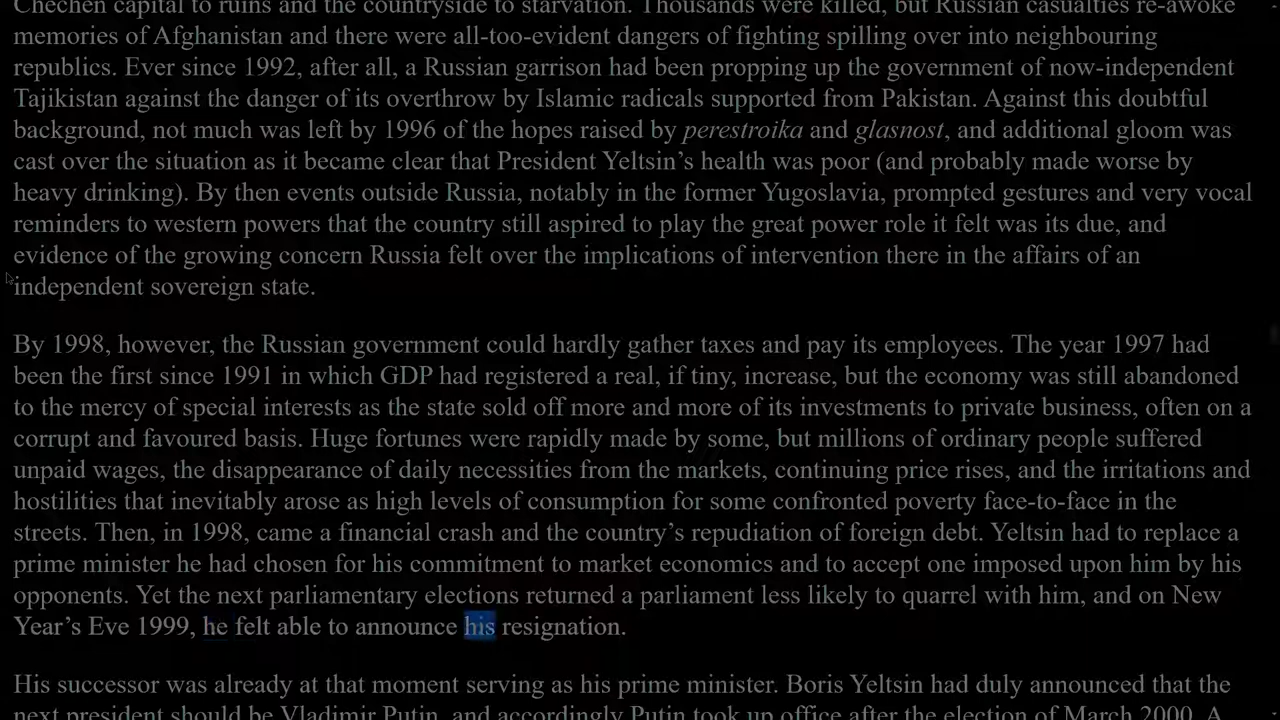 Chechen capital to ruins and the countryside to starvation. Thousands were killed, but Russian casualties re-awoke
memories of Afghanistan and there were all-too-evident dangers of fighting spilling over into neighbouring
republics. Ever since 1992, after all, a Russian garrison had been propping up the government of now-independent
Tajikistan against the danger of its overthrow by Islamic radicals supported from Pakistan. Against this doubtful
background, not much was left by 1996 of the hopes raised by perestroika and glasnost, and additional gloom was
cast over the situation as it became clear that President Yeltsin’s health was poor (and probably made worse by
heavy drinking). By then events outside Russia, notably in the former Yugoslavia, prompted gestures and very vocal
reminders to western powers that the country still aspired to play the great power role it felt was its due, and
evidence of the growing concern Russia felt over the implications of intervention there in the affairs of an
independent sovereign state.
By 1998, however, the Russian government could hardly gather taxes and pay its employees. The year 1997 had
been the first since 1991 in which GDP had registered a real, if tiny, increase, but the economy was still abandoned
to the mercy of special interests as the state sold off more and more of its investments to private business, often on a
corrupt and favoured basis. Huge fortunes were rapidly made by some, but millions of ordinary people suffered
unpaid wages, the disappearance of daily necessities from the markets, continuing price rises, and the irritations and
hostilities that inevitably arose as high levels of consumption for some confronted poverty face-to-face in the
streets. Then, in 1998, came a financial crash and the country’s repudiation of foreign debt. Yeltsin had to replace a
prime minister he had chosen for his commitment to market economics and to accept one imposed upon him by his
opponents. Yet the next parliamentary elections returned a parliament less likely to quarrel with him, and on New
Year’s Eve 1999, he felt able to announce his resignation.
His successor was already at that moment serving as his prime minister. Boris Yeltsin had duly announced that the
next president should be Vladimir Putin, and accordingly Putin took up office after the election of March 2000. A